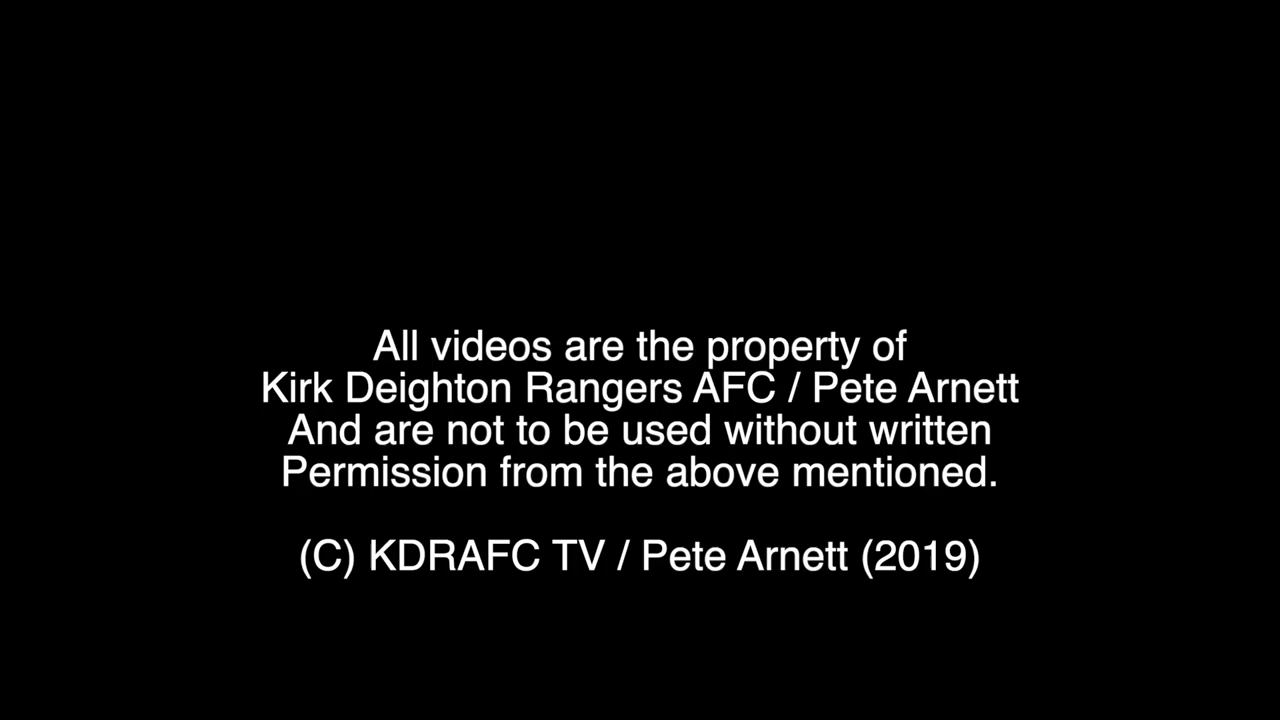 All videos are the property of
Kirk Deighton Rangers AFC / Pete Arnett
And are not to be used without written
Permission from the above mentioned.
(C) KDRAFC TV / Pete Arnett (2019)